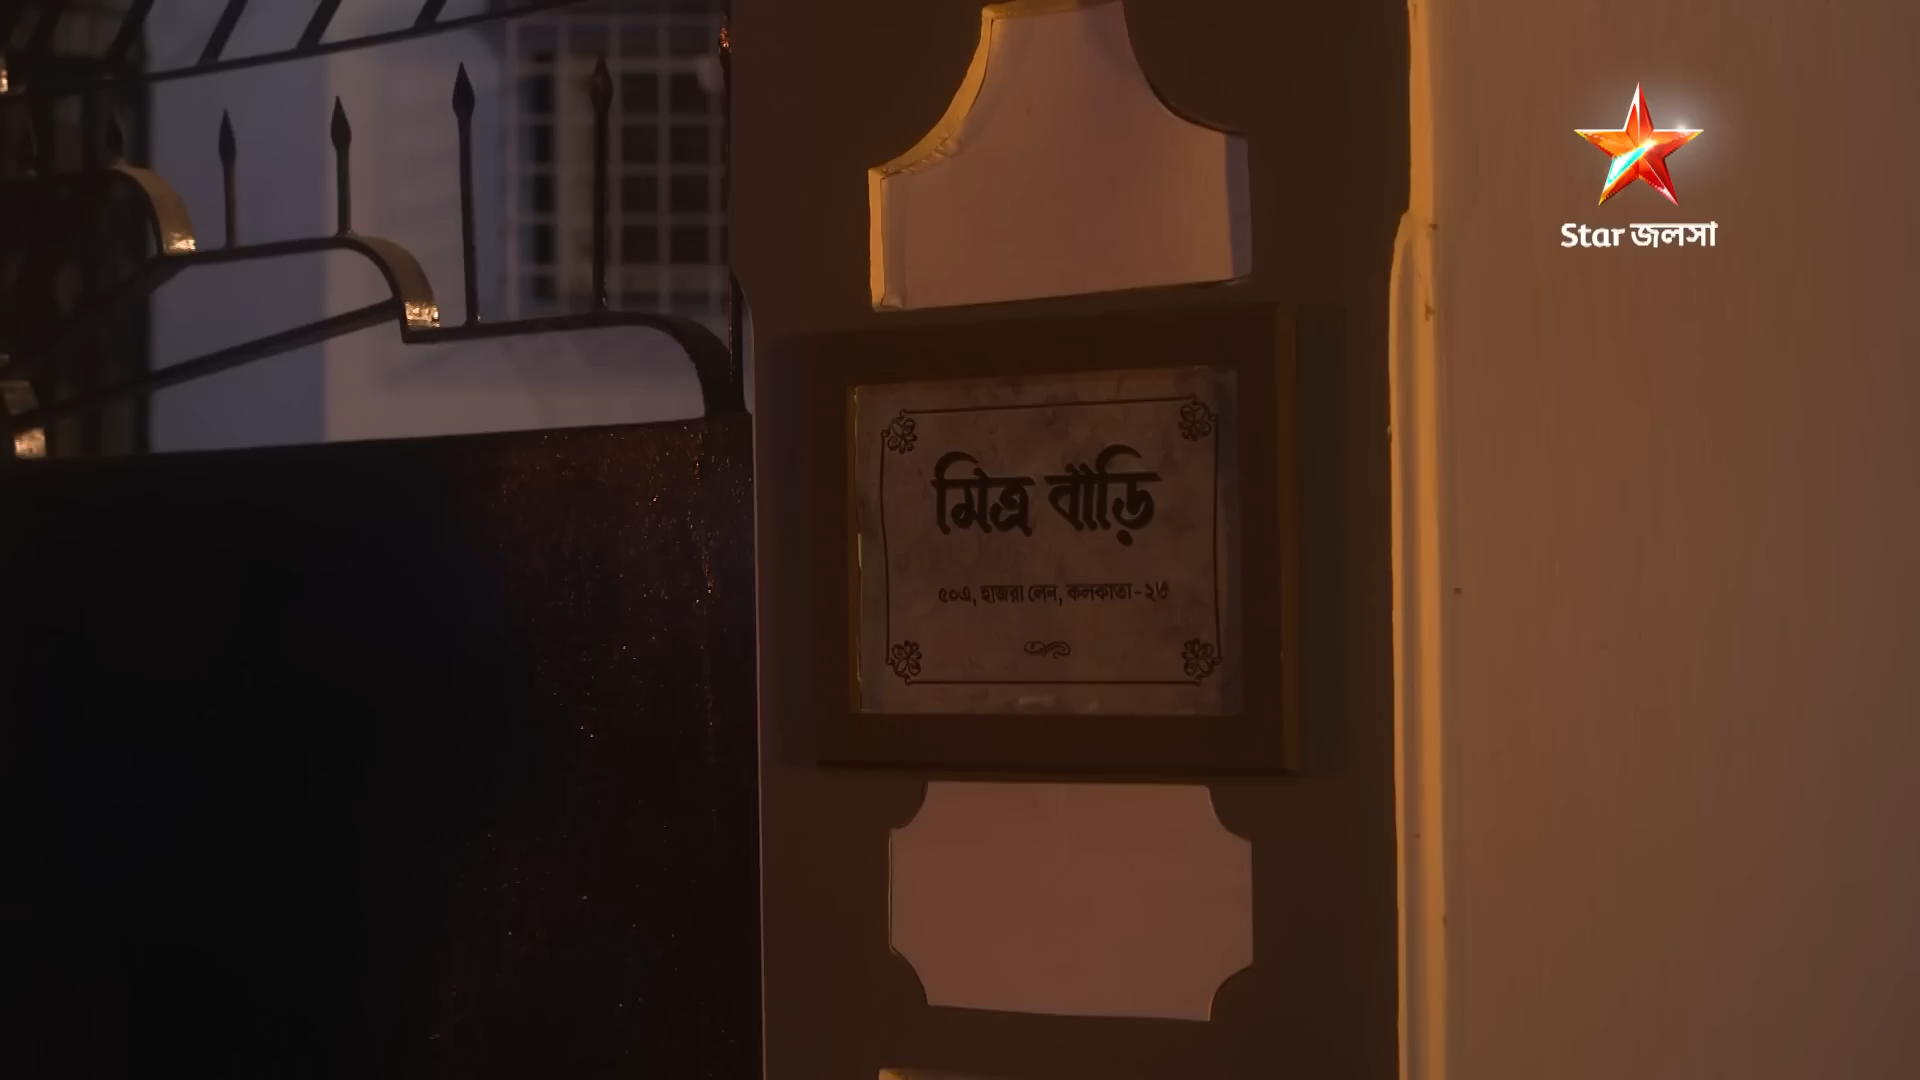 Star জলসা
মিত্র বাড়ি
৫০এ, হাজরা লেন, কলকাতা-২৬